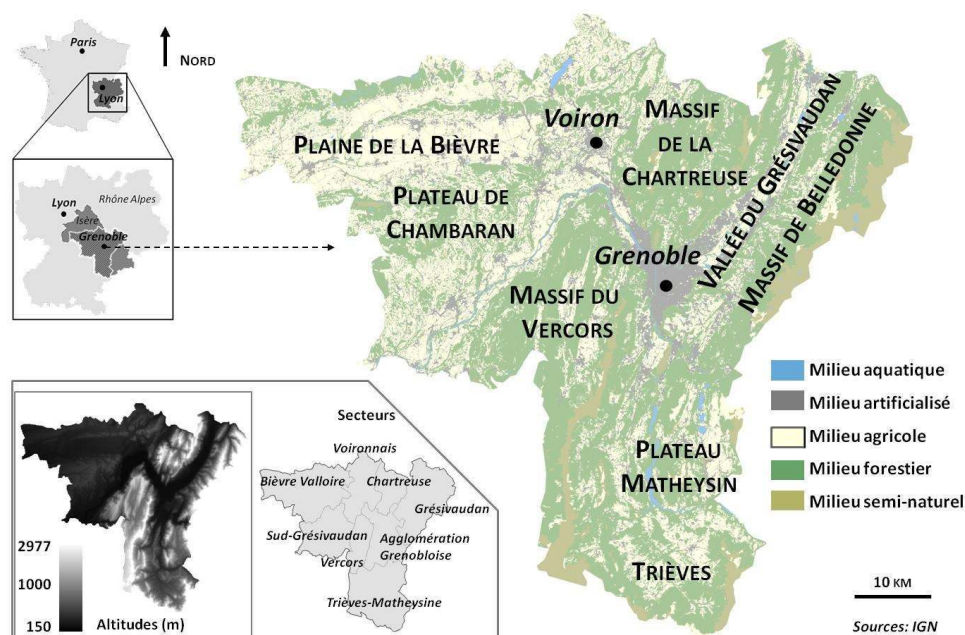 Paris
NORD
Lyon
Lyon
Rhône Alpes
Isère
Grenoble
Voiron
MASSIF
DE LA
CHARTREUSE
PLAINE DE LA BIÈVRE
PLATEAU DE
CHAMBARAN
VALLÉE DU GRÉSIVAUDAN
MASSIF DE BELLEDONNE
Grenoble
MASSIF DU
VERCORS
PLATEAU
MATHEYSIN
TRIÈVES
Milieu aquatique
Milieu artificialisé
Milieu agricole
Milieu forestier
Milieu semi-naturel
10 KM
Sources: IGN
2977
1000
150
Altitudes (m)
Secteurs
Voironnais
Bièvre Valloire
Chartreuse
Grésivaudan
Sud-Grésivaudan
Agglomération
Grenobloise
Vercors
Trièves-Matheysine